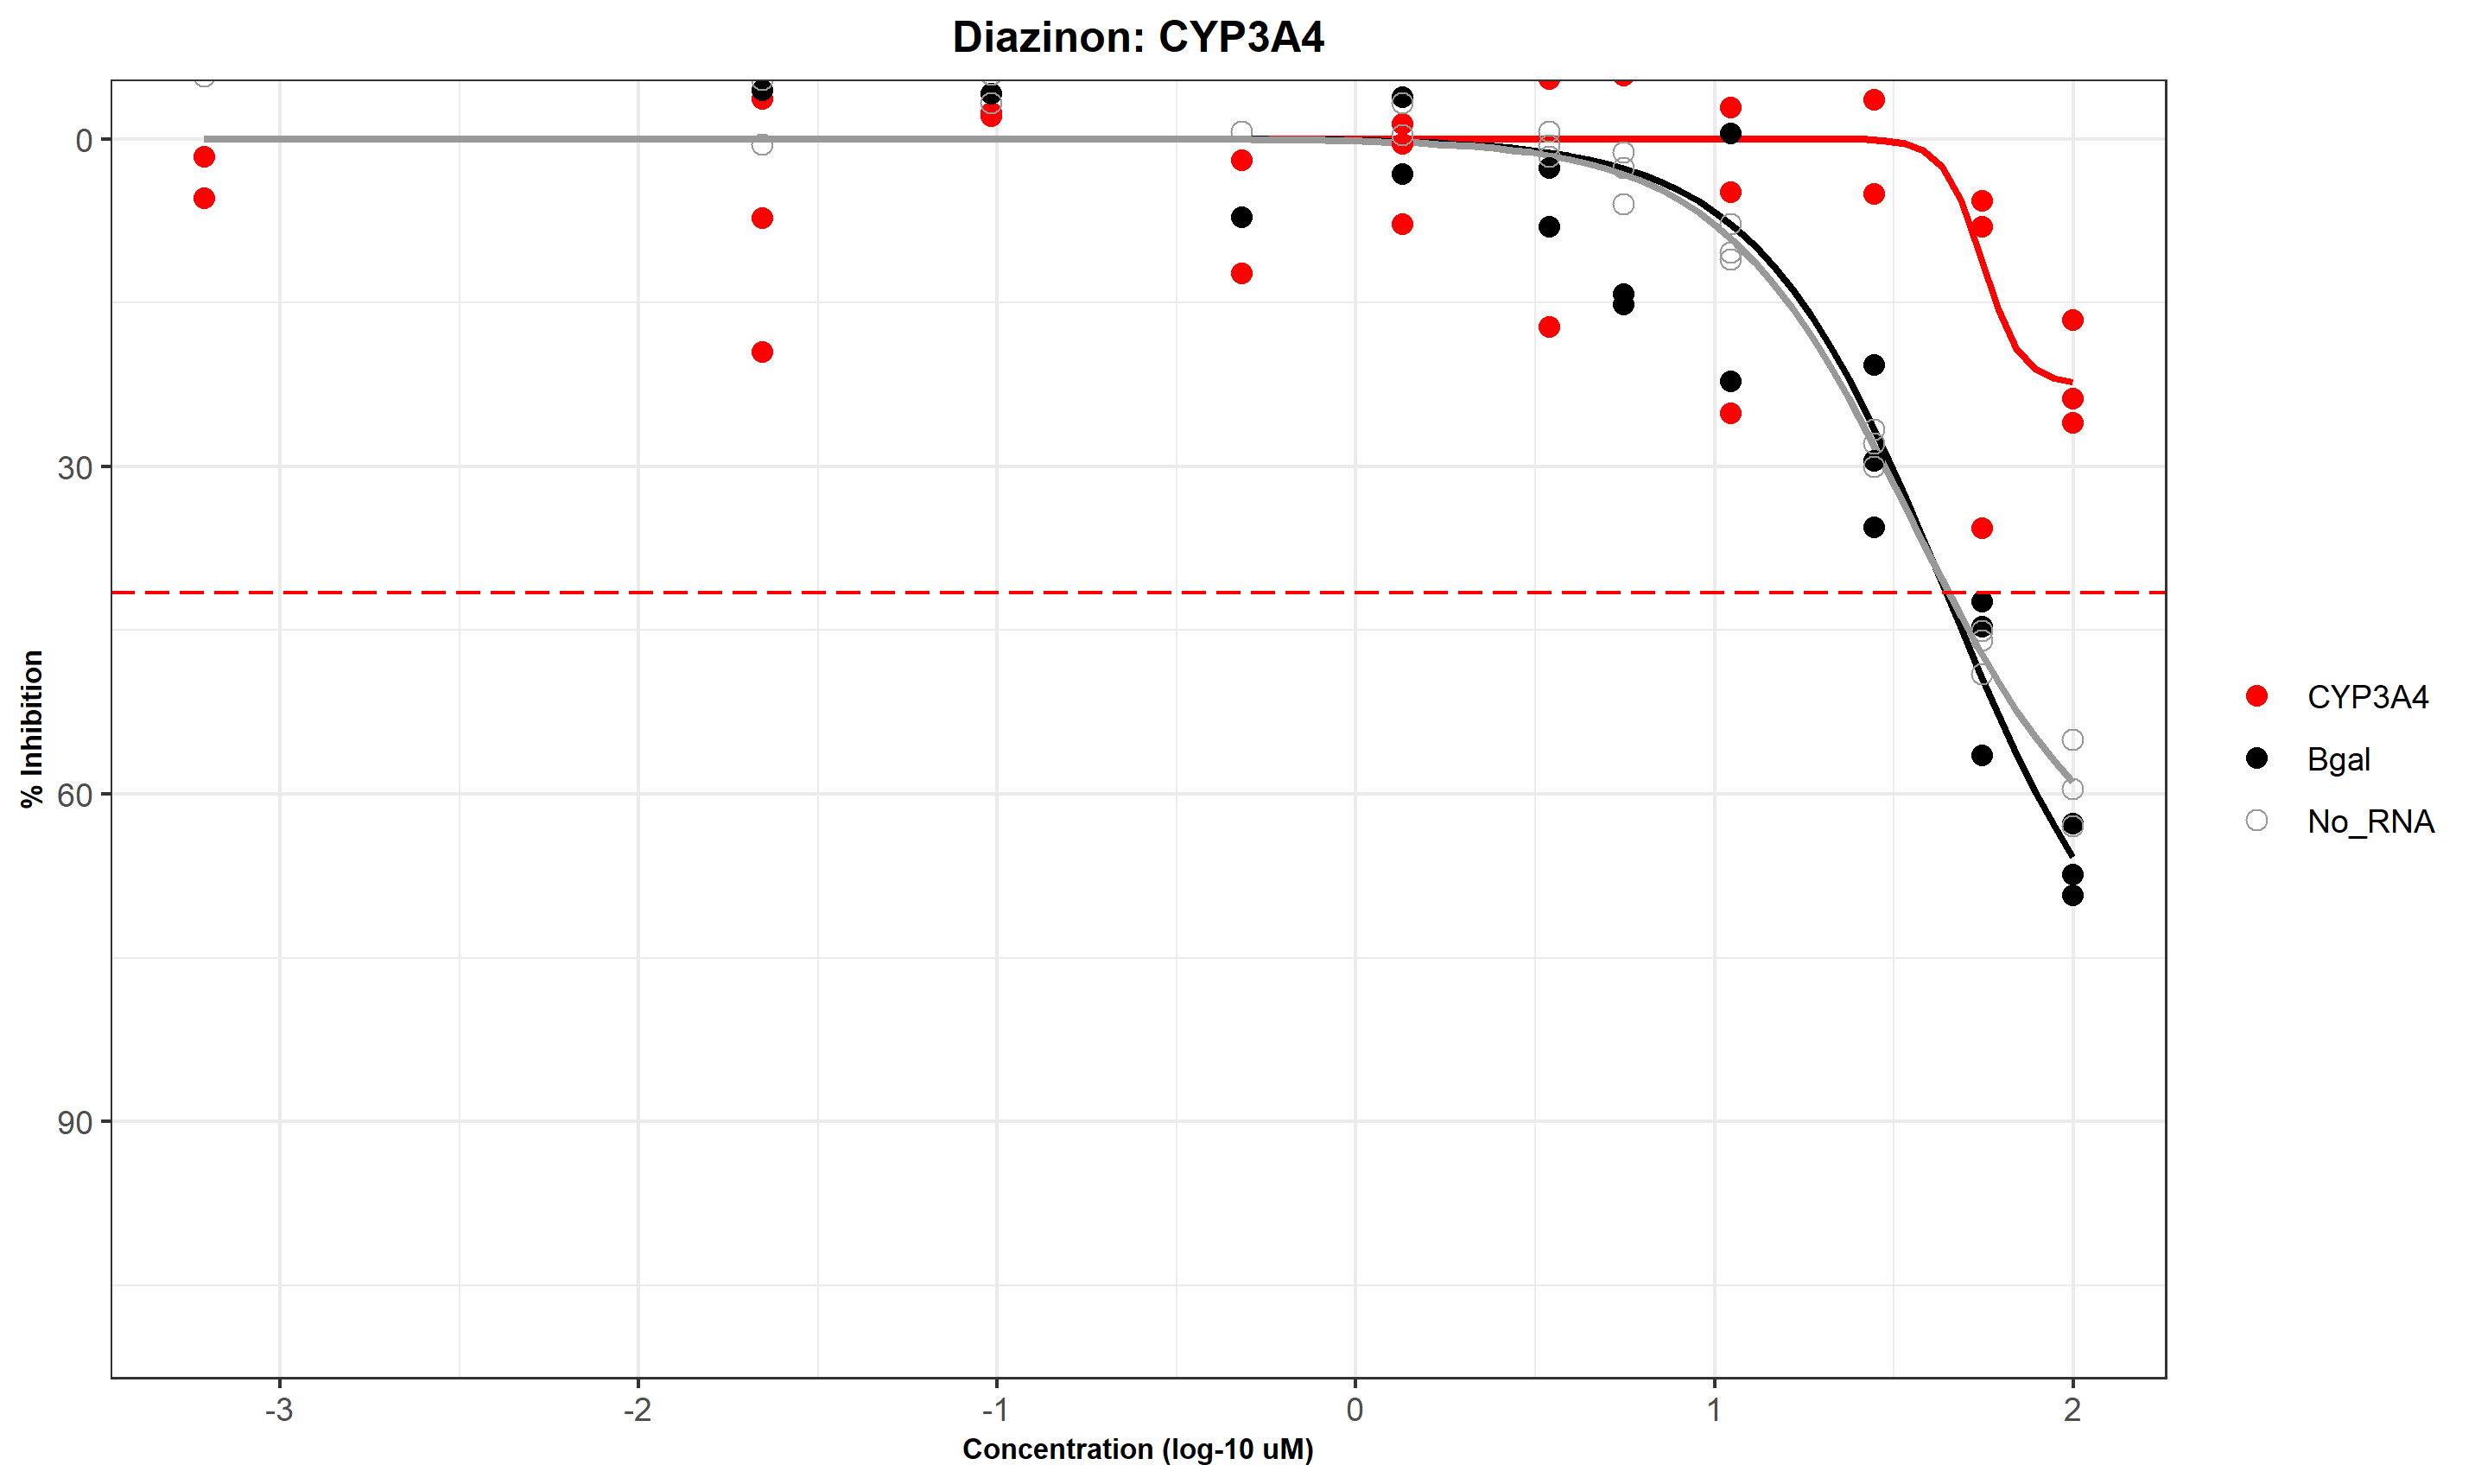 Diazinon: CYP3A4
% Inhibition
0
30
60
90
-3
-2
-1
0
1
2
Concentration (log-10 uM)
CYP3A4
Bgal
No_RNA